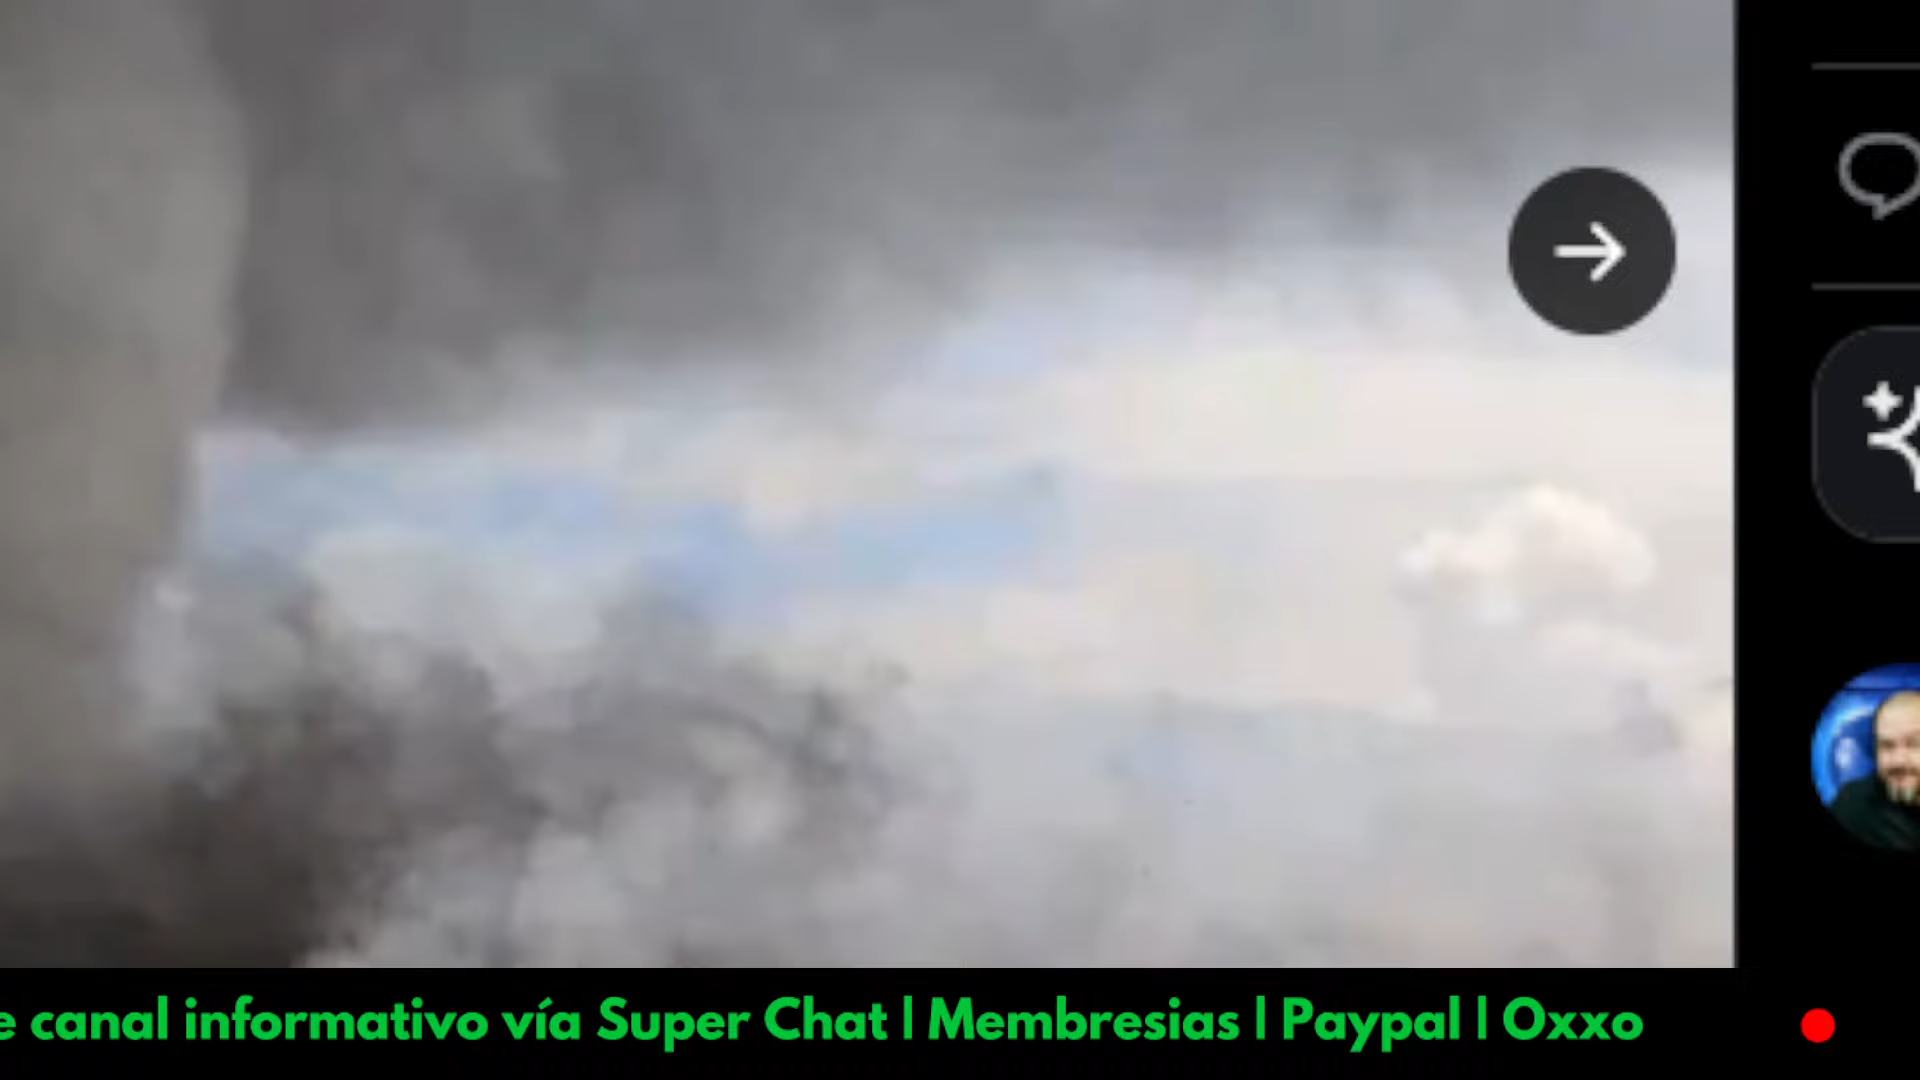 canal informativo vía Super Chat | Membresias | Paypal | Oxxo